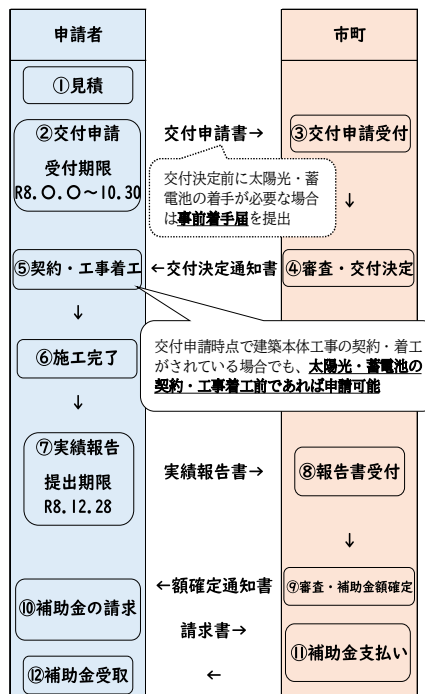 申請者
市町
①見積
②交付申請
受付期限
R8.〇.〇～10.30
交付申請書→
③交付申請受付
交付決定前に太陽光・蓄
電池の着手が必要な場合
は事前着手届を提出
↓
⑤契約・工事着工
←交付決定通知書
④審査・交付決定
↓
交付申請時点で建築本体工事の契約・着工
がされている場合でも、太陽光・蓄電池の
契約・工事着工前であれば申請可能
⑥施工完了
↓
⑦実績報告
提出期限
R8.12.28
実績報告書→
⑧報告書受付
↓
←額確定通知書
⑨審査・補助金額確定
⑩補助金の請求
請求書→
⑪補助金支払い
⑫補助金受取
←